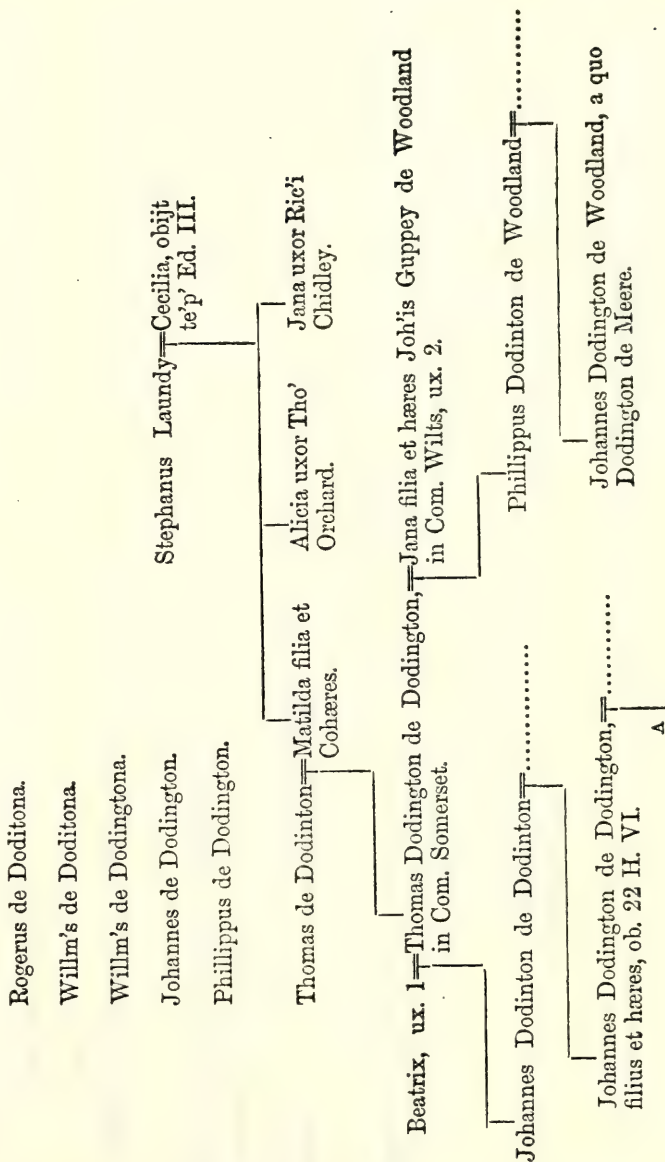 Rogerus de Doditona.
Willm's de Doditona.
Willm's de Dodingtona.
Johannes de Dodington.
Phillippus de Dodington.
Stephanus Laundy=Cecilia, obijt
te'p' Ed. III.
Thomas de Dodinton=Matilda filia et
Cohæres.
Alicia uxor Tho'
Orchard.
Jana uxor Ric'i
Chidley.
Beatrix, ux. 1=Thomas Dodington de Dodington,=Jana filia et hæres Joh'is Guppey de Woodland
in Com. Somerset.
in Com. Wilts, ux. 2.
Johannes Dodinton de Dodinton=............
Phillippus Dodinton de Woodland=............
Johannes Dodington de Dodington,=............
filius et hæres, ob. 22 H. VI.
Johannes Dodington de Woodland, a quo
Dodington de Meere.
A